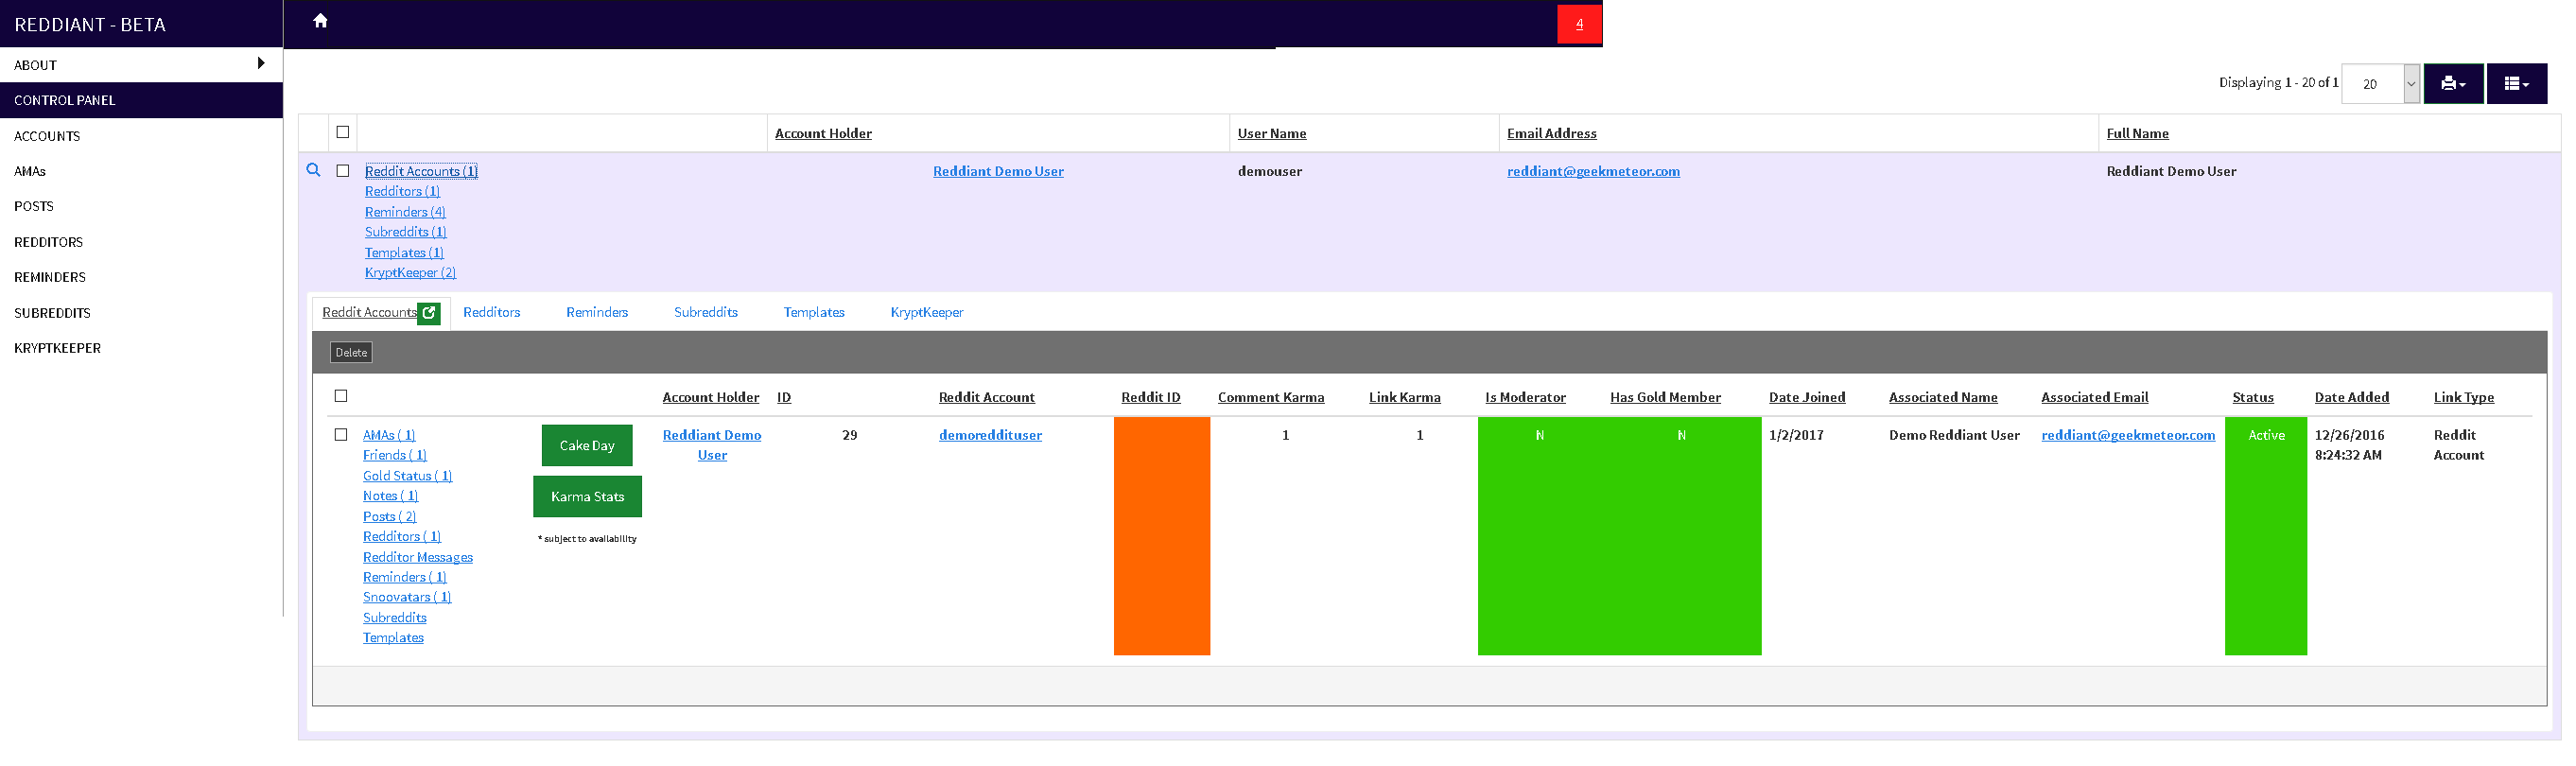 REDDIANT - BETA
4
ABOUT
CONTROL PANEL
ACCOUNTS
AMAs
POSTS
REDDITORS
REMINDERS
SUBREDDITS
KRYPTKEEPER
Displaying 1 - 20 of 1 20
Account Holder User Name Email Address Full Name
Reddit Accounts (1) Reddiant Demo User demouser reddiant@geekmeteor.com Reddiant Demo User
Redditors (1)
Reminders (4)
Subreddits (1)
Templates (1)
KryptKeeper (2)
Reddit Accounts Redditors Reminders Subreddits Templates KryptKeeper
Delete
Account Holder ID Reddit Account Reddit ID Comment Karma Link Karma Is Moderator Has Gold Member Date Joined Associated Name Associated Email Status Date Added Link Type
AMAs ( 1) Cake Day Reddiant Demo 29 demoreddituser 1 1 N N 1/2/2017 Demo Reddiant User reddiant@geekmeteor.com Active 12/26/2016 Reddit
Friends ( 1) User 8:24:32 AM Account
Gold Status ( 1)
Notes ( 1) Karma Stats
Posts ( 2)
Redditors ( 1) * subject to availability
Redditor Messages
Reminders ( 1)
Snoovatars ( 1)
Subreddits
Templates